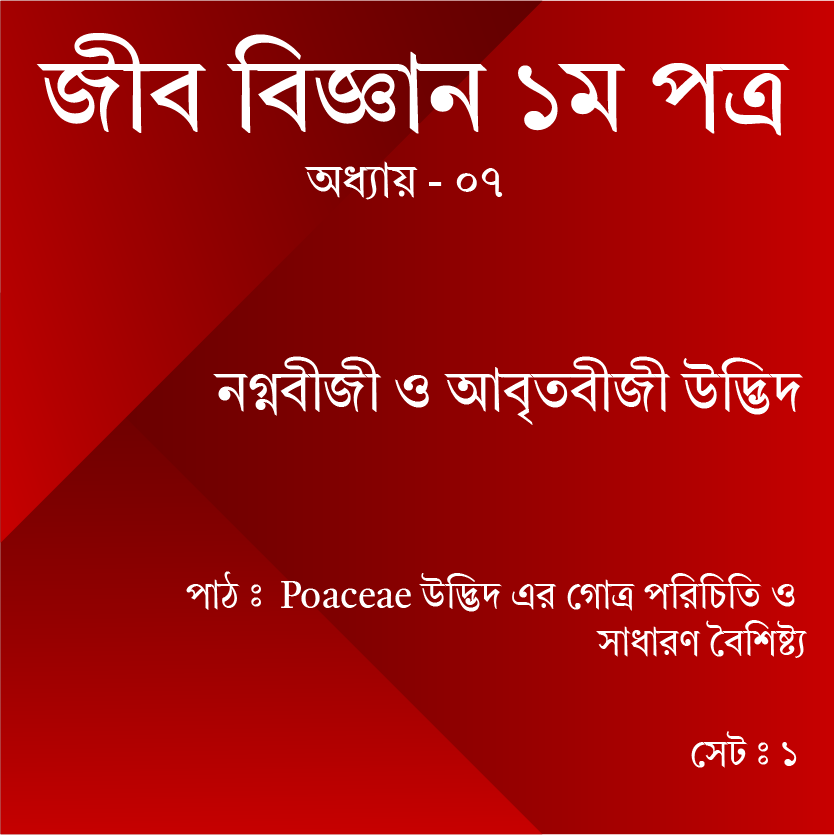 জীব বিজ্ঞান ১ম পত্র
অধ্যায় - ০৭
নগ্নবীজী ও আবৃতবীজী উদ্ভিদ
পাঠ ঃ Poaceae উদ্ভিদ এর গোত্র পরিচিতি ও
সাধারণ বৈশিষ্ট্য
সেট ঃ ১